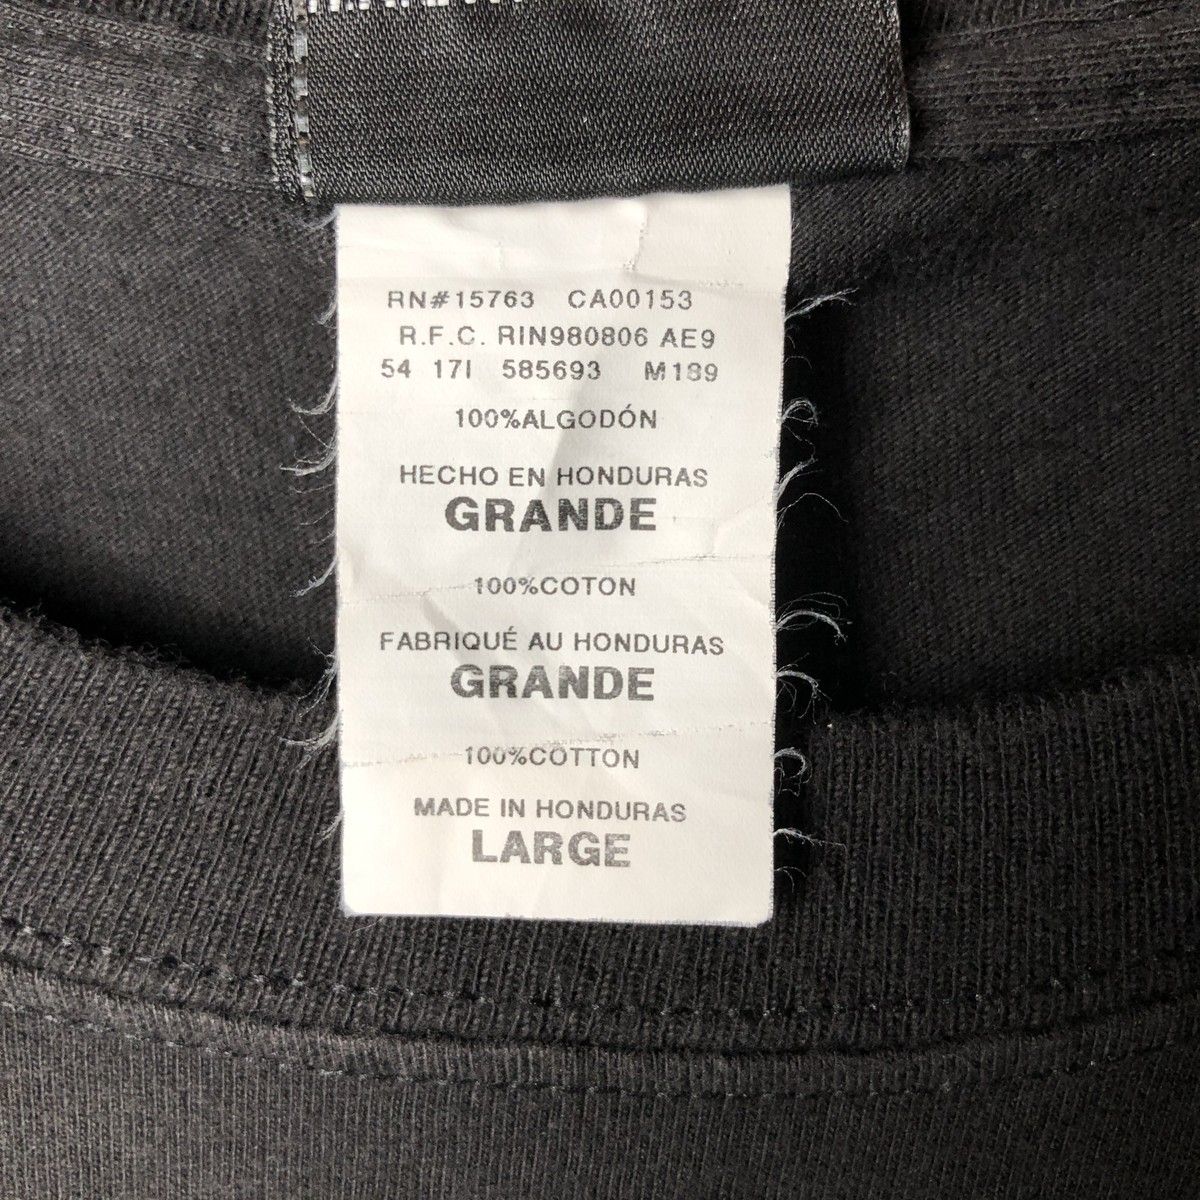 RN#15763 CA00153
R.F.C. RIN980806 AE9
54 17I 585693 M189
100%ALGODÓN
HECHO EN HONDURAS
GRANDE
100%COTON
FABRIQUÉ AU HONDURAS
GRANDE
100%COTTON
MADE IN HONDURAS
LARGE